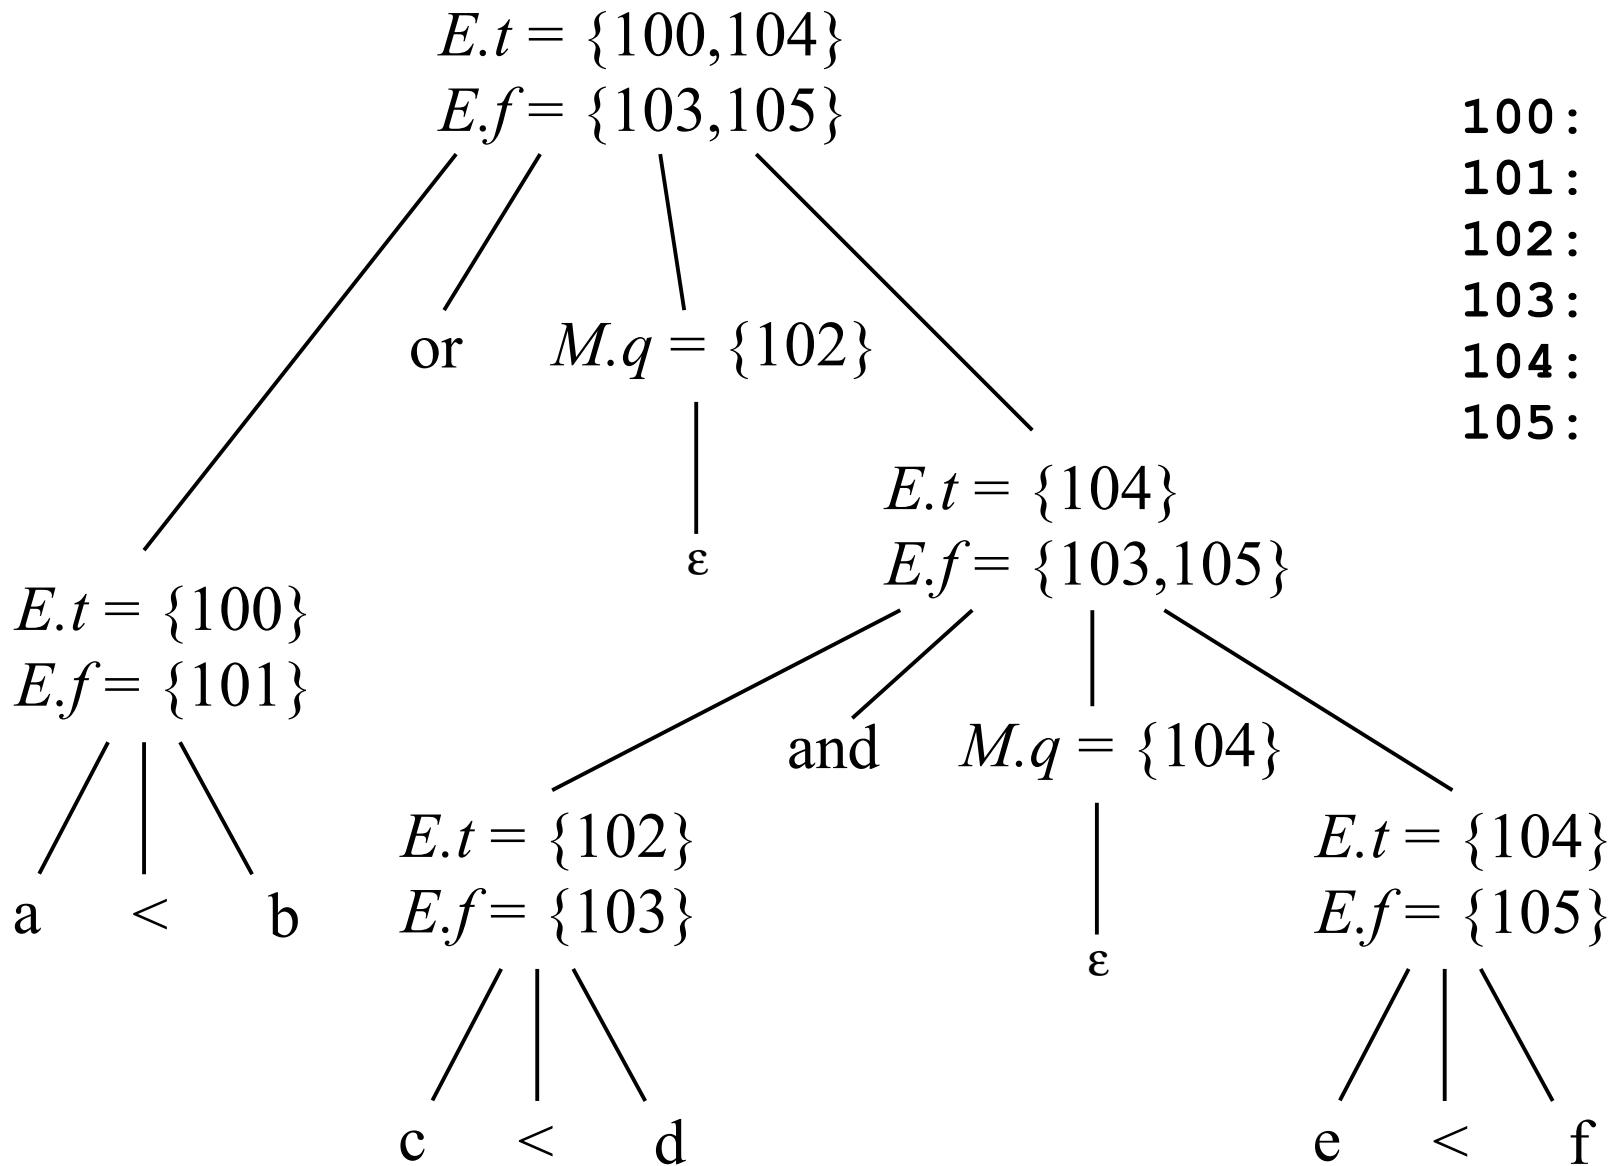 E.t = {100,104}
E.f = {103,105}
100:
101:
102:
103:
104:
105:
or M.q = {102}
ε
E.t = {104}
E.f = {103,105}
E.t = {100}
E.f = {101}
and M.q = {104}
a < b
E.t = {102}
E.f = {103}
E.t = {104}
E.f = {105}
ε
c < d
e < f